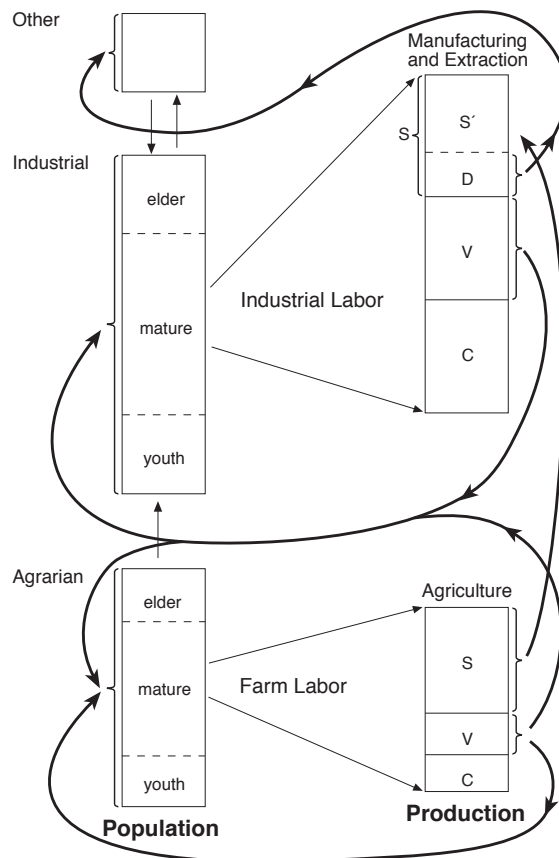 Other
Manufacturing
and Extraction
S
S´
D
V
C
Industrial
elder
mature
youth
Industrial Labor
Agrarian
elder
mature
youth
Farm Labor
Agriculture
S
V
C
Population
Production